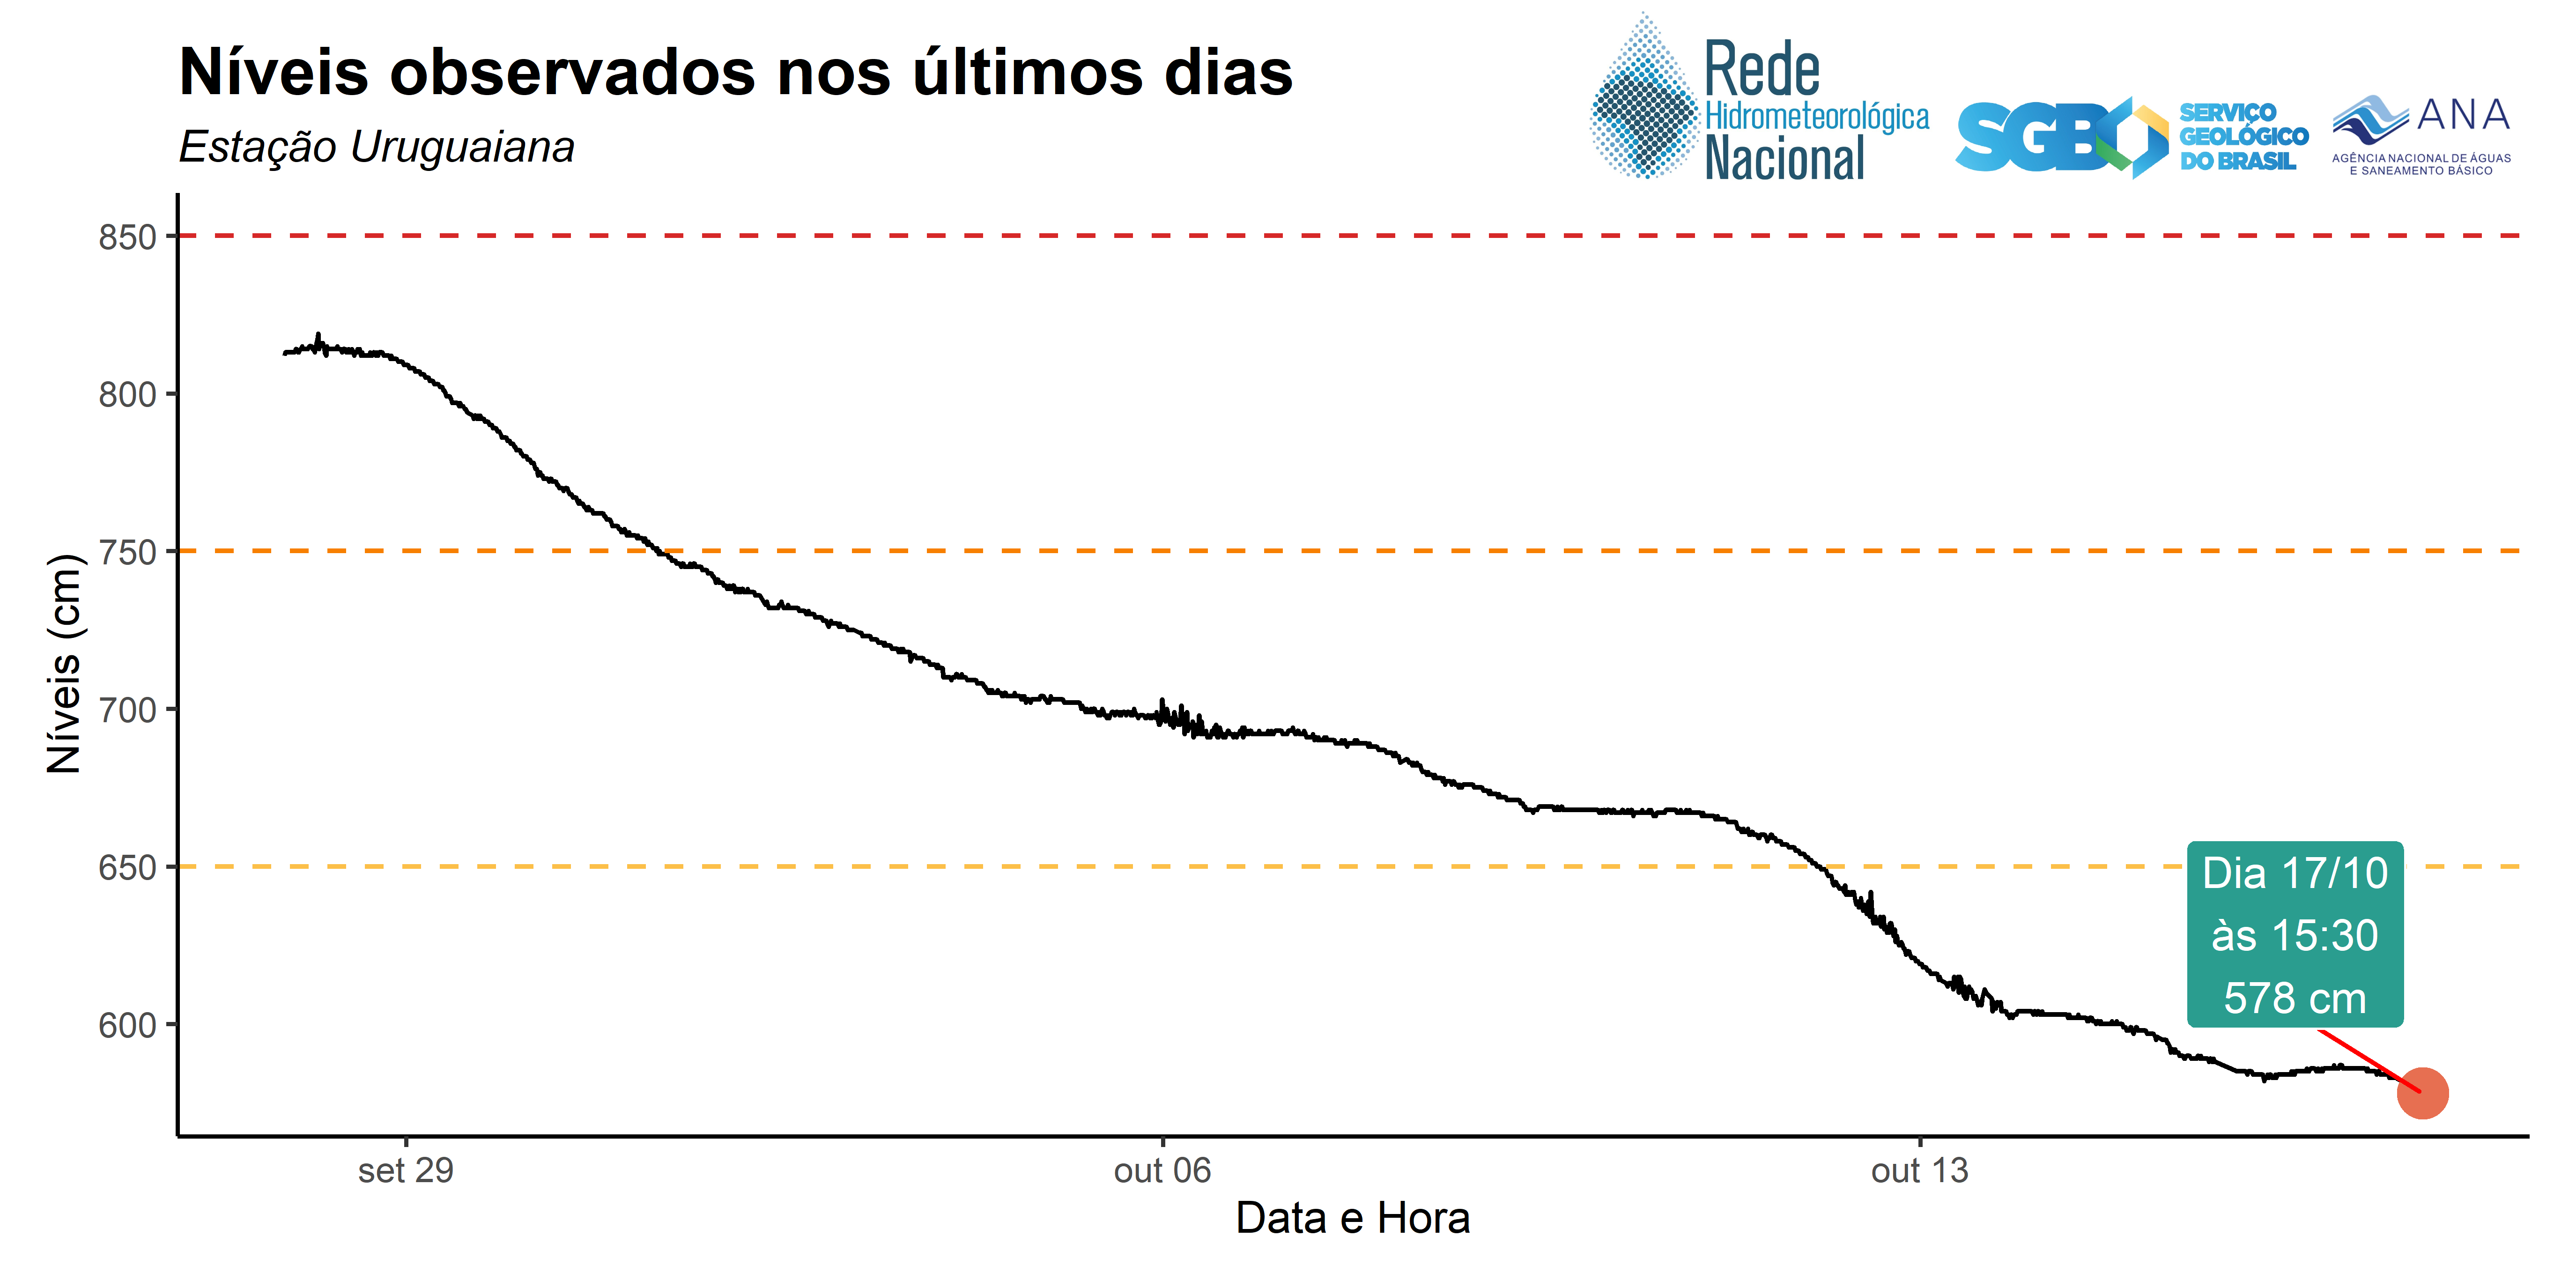 Níveis observados nos últimos dias
Estação Uruguaiana
Rede
Hidrometeorológica
Nacional
SGB
SERVIÇO
GEOLÓGICO
DO BRASIL
ANA
AGÊNCIA NACIONAL DE ÁGUAS
E SANEAMENTO BÁSICO
Níveis (cm)
850
800
750
700
650
600
Dia 17/10
às 15:30
578 cm
set 29
out 06
out 13
Data e Hora